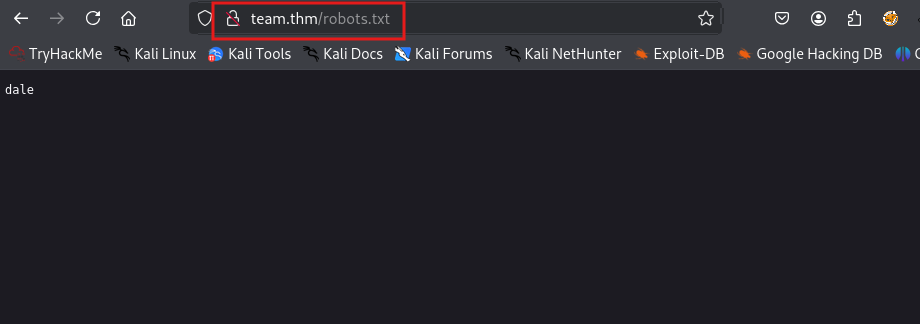 team.thm/robots.txt
TryHackMe Kali Linux Kali Tools Kali Docs Kali Forums Kali NetHunter Exploit-DB Google Hacking DB
dale